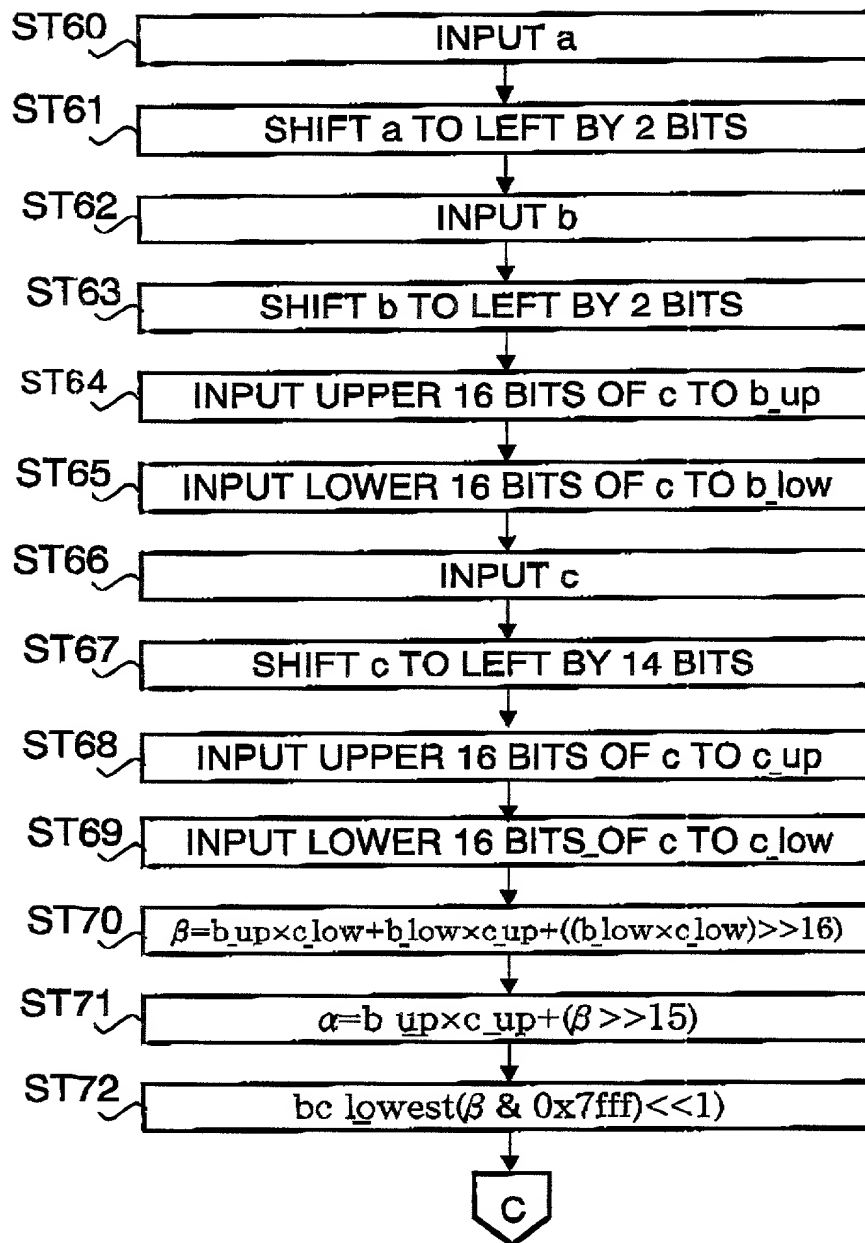 ST60
INPUT a
ST61
SHIFT a TO LEFT BY 2 BITS
ST62
INPUT b
ST63
SHIFT b TO LEFT BY 2 BITS
ST64
INPUT UPPER 16 BITS OF c TO b_up
ST65
INPUT LOWER 16 BITS OF c TO b_low
ST66
INPUT c
ST67
SHIFT c TO LEFT BY 14 BITS
ST68
INPUT UPPER 16 BITS OF c TO c_up
ST69
INPUT LOWER 16 BITS_OF c TO c_low
ST70
β=b_up×c_low+b_low×c_up+((b_low×c_low)>>16)
ST71
α=b_up×c_up+(β>>15)
ST72
bc_lowest(β & 0x7fff)<<1)
C